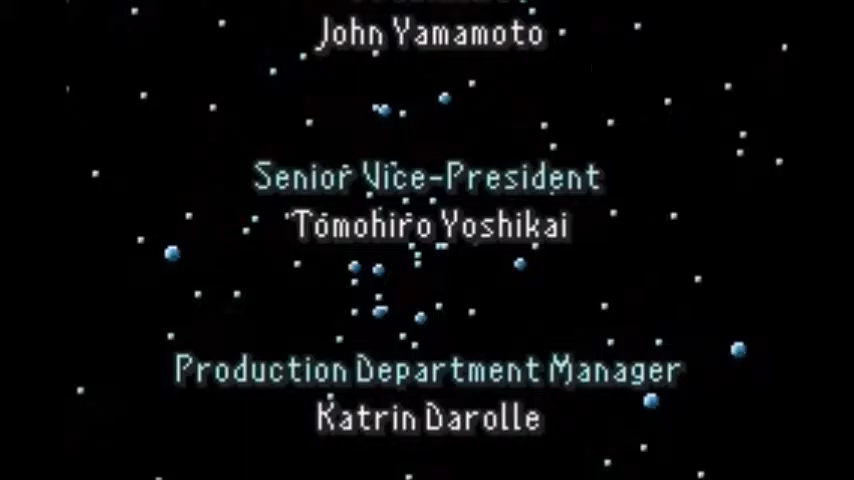 John Yamamoto
Senior Vice-President
Tomohiro Yoshikai
Production Department Manager
Katrin Darolle